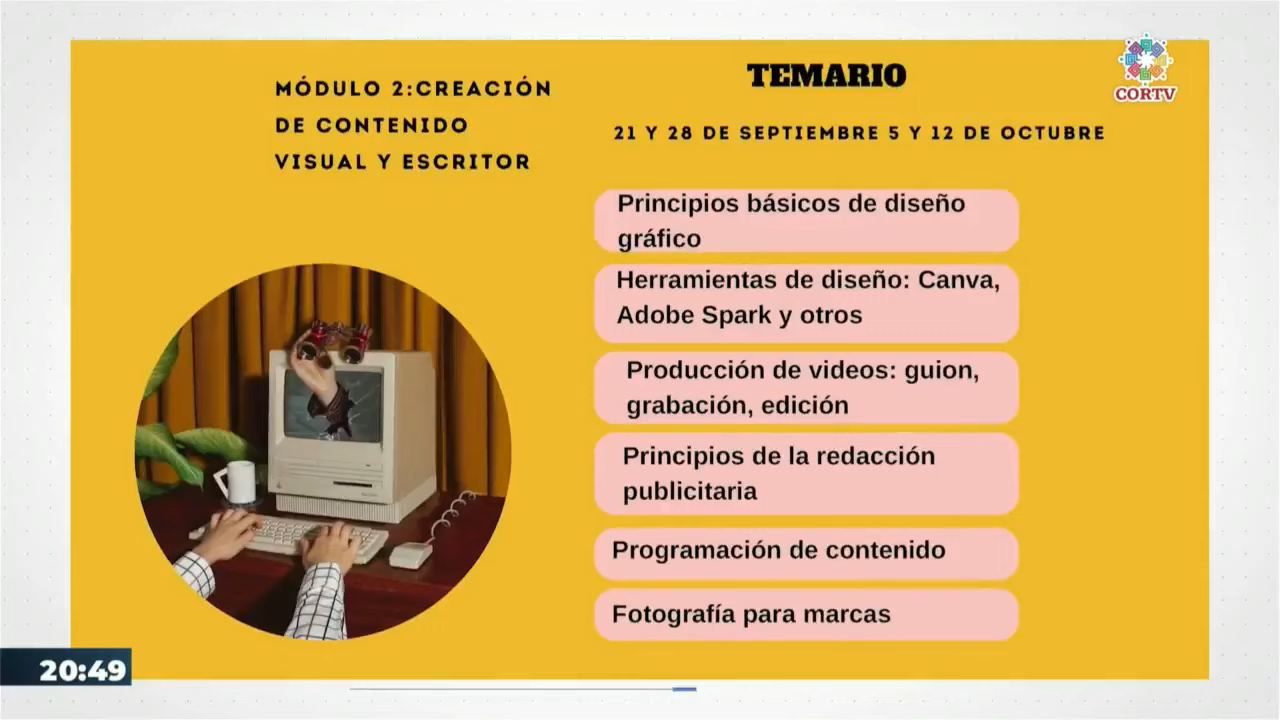 MÓDULO 2:CREACIÓN
DE CONTENIDO
VISUAL Y ESCRITOR
TEMARIO
21 Y 28 DE SEPTIEMBRE 5 Y 12 DE OCTUBRE
Principios básicos de diseño
gráfico
Herramientas de diseño: Canva,
Adobe Spark y otros
Producción de videos: guion,
grabación, edición
Principios de la redacción
publicitaria
Programación de contenido
Fotografía para marcas
CORTV
20:49